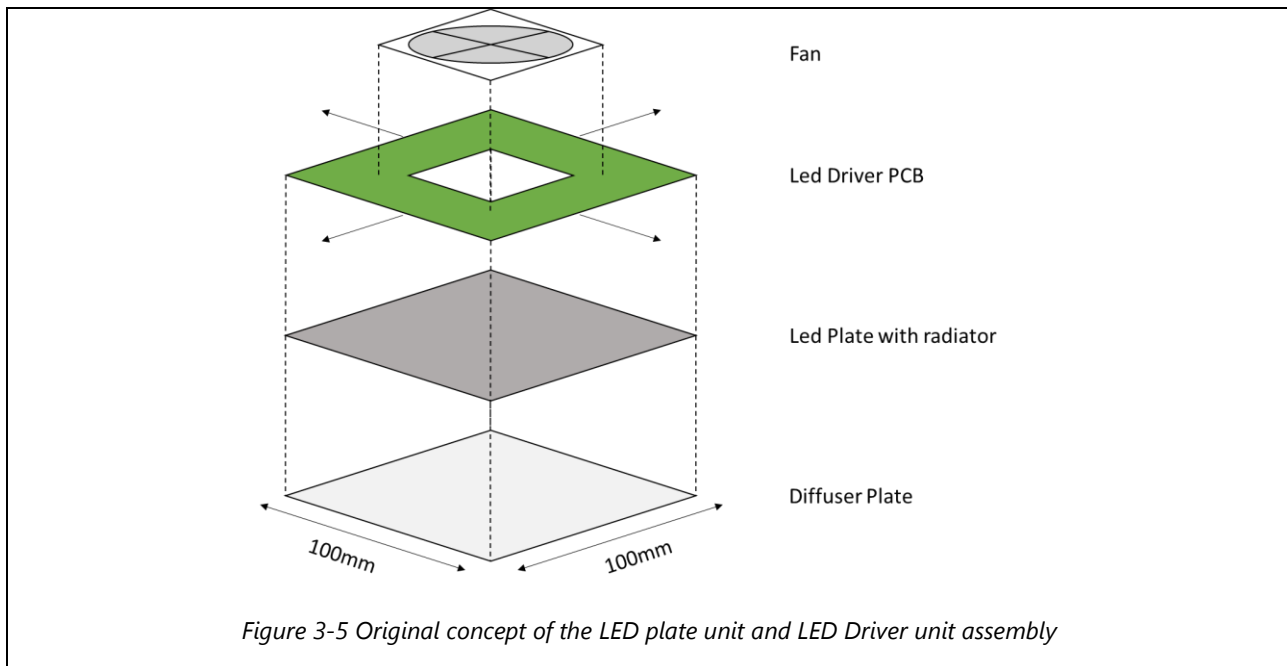 Fan
Led Driver PCB
Led Plate with radiator
Diffuser Plate
100mm
100mm
Figure 3-5 Original concept of the LED plate unit and LED Driver unit assembly